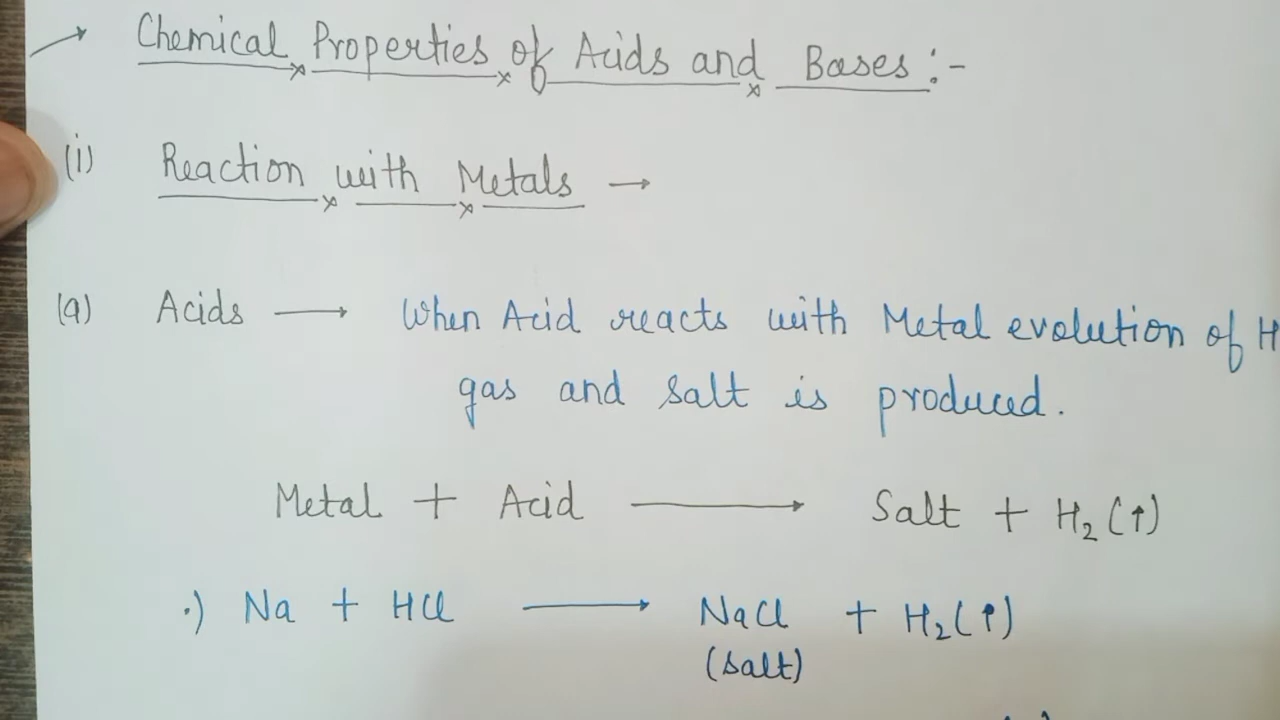 Chemical Properties of Acids and Bases :-
(i) Reaction with Metals →
(a) Acids → When Acid reacts with Metal evolution of H
gas and salt is produced.
Metal + Acid → Salt + H₂(↑)
·) Na + HCl → NaCl + H₂(↑)
(salt)